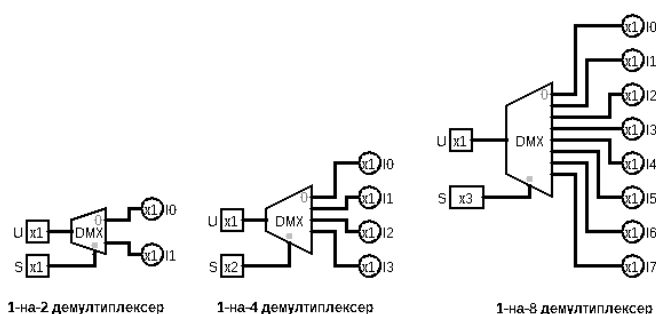 x1 I0
x1 I1
U x1 DMX 0
S x1
1-на-2 демултиплексер
x1 I0
x1 I1
U x1 DMX 0
x1 I2
S x2
x1 I3
1-на-4 демултиплексер
x1 I0
x1 I1
0 x1 I2
x1 I3
U x1 DMX
x1 I4
S x3
x1 I5
x1 I6
x1 I7
1-на-8 демултиплексер